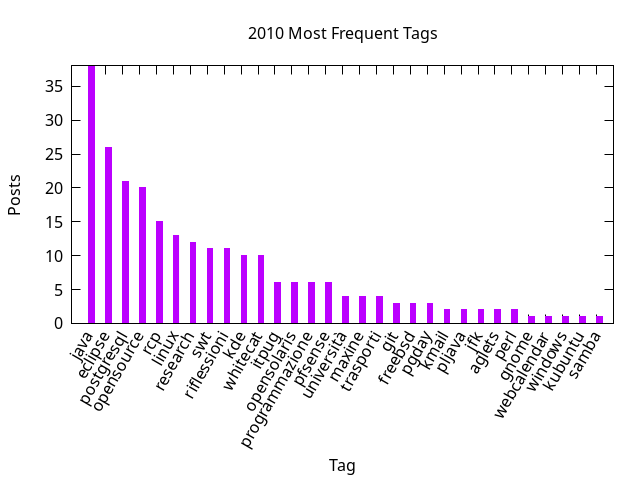 2010 Most Frequent Tags
Posts
35
30
25
20
15
10
5
0
java
eclipse
postgresql
opensource
rcp
linux
research
swt
riflessioni
kde
whitecat
itpug
opensolaris
programmazione
pfsense
università
maxine
trasporti
git
freebsd
pgday
kmail
pljava
jfk
aglets
perl
gnome
webcalendar
windows
kubuntu
samba
Tag